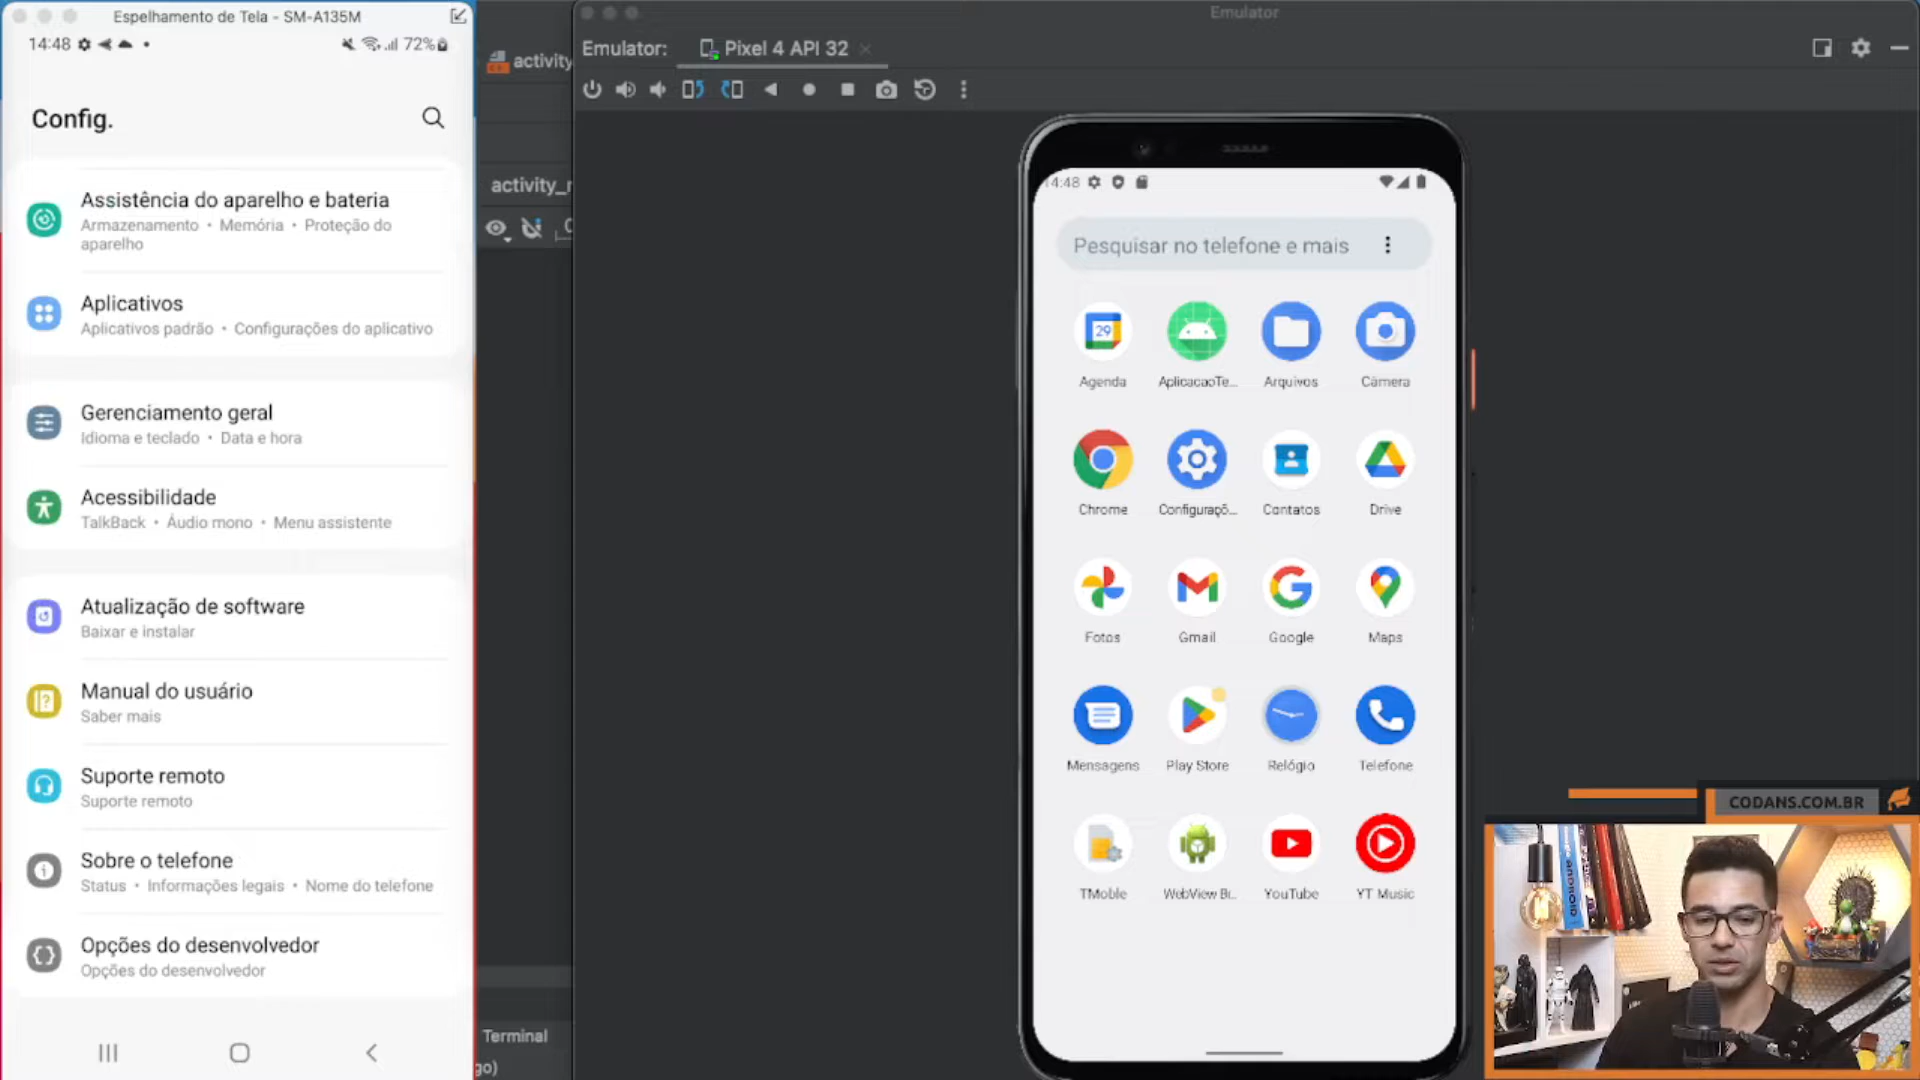 Espelhamento de Tela - SM-A135M
14:48
72%
Config.
Assistência do aparelho e bateria
Armazenamento • Memória • Proteção do
aparelho
Aplicativos
Aplicativos padrão • Configurações do aplicativo
Gerenciamento geral
Idioma e teclado • Data e hora
Acessibilidade
TalkBack • Áudio mono • Menu assistente
Atualização de software
Baixar e instalar
Manual do usuário
Saber mais
Suporte remoto
Suporte remoto
Sobre o telefone
Status • Informações legais • Nome do telefone
Opções do desenvolvedor
Opções do desenvolvedor
activity
activity_
Terminal
go)
Emulator
Emulator:
Pixel 4 API 32
14:48
Pesquisar no telefone e mais
29
Agenda
AplicacaoTe...
Arquivos
Câmera
Chrome
Configuraçõ...
Contatos
Drive
Fotos
Gmail
Google
Maps
Mensagens
Play Store
Relógio
Telefone
TMoble
WebView Br...
YouTube
YT Music
CODANS.COM.BR
ANDROID